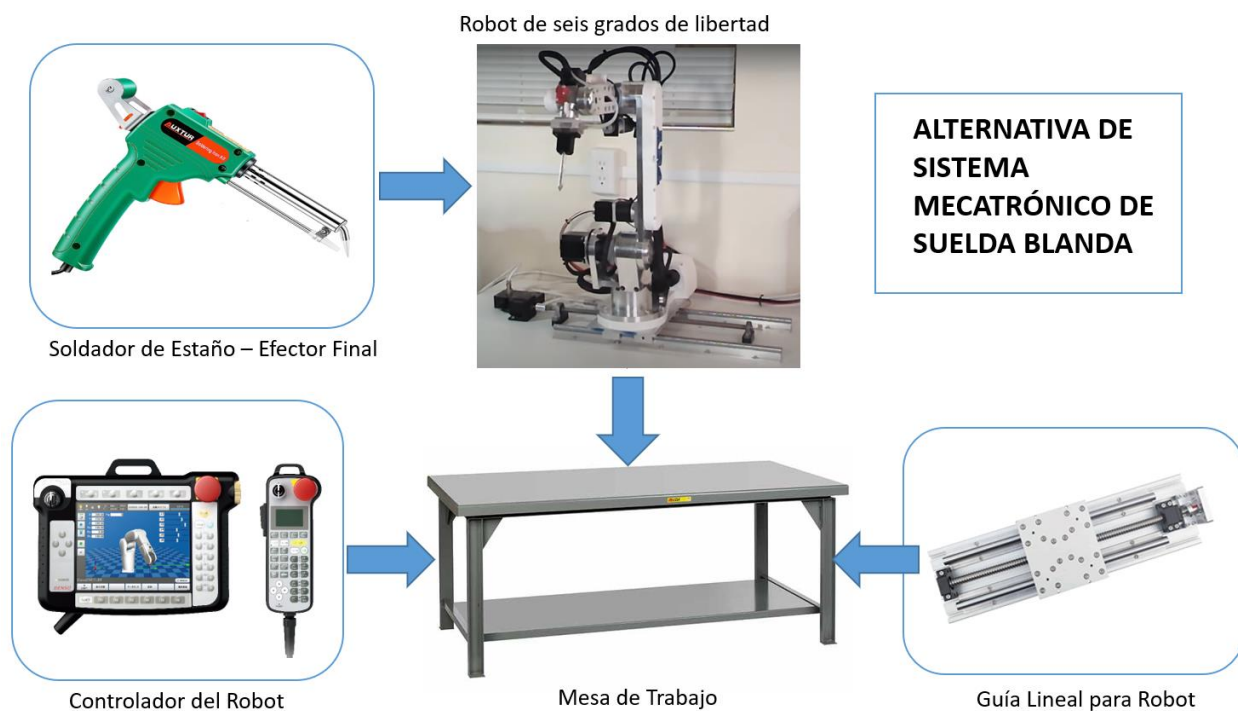 Robot de seis grados de libertad
AUXTUR
ALTERNATIVA DE
SISTEMA
MECATRÓNICO DE
SUELDA BLANDA
Soldador de Estaño – Efector Final
Controlador del Robot
Mesa de Trabajo
Guía Lineal para Robot